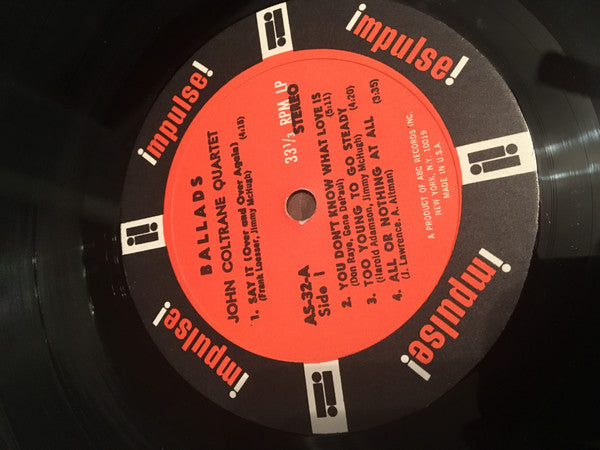 impulse!
impulse!
impulse!
impulse!
BALLADS
JOHN COLTRANE QUARTET
1. SAY IT (Over and Over Again) (4:18)
(Frank Loesser, Jimmy McHugh)
AS-32-A
Side 1
33⅓ RPM LP
STEREO
2. YOU DON'T KNOW WHAT LOVE IS (5:11)
(Don Raye, Gene DePaul)
3. TOO YOUNG TO GO STEADY (4:20)
(Harold Adamson, Jimmy McHugh)
4. ALL OR NOTHING AT ALL (3:35)
(J. Lawrence. A. Altman)
A PRODUCT OF ABC RECORDS INC.
NEW YORK, N.Y. 10019
MADE IN U.S.A.